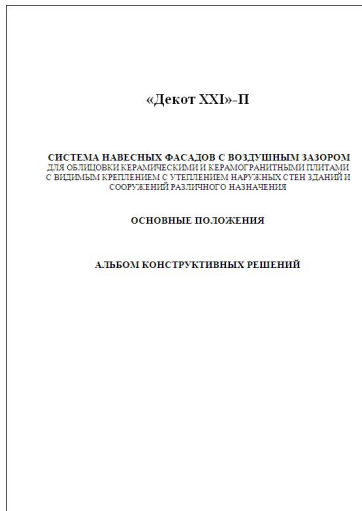 «Декот XXI»-П
СИСТЕМА НАВЕСНЫХ ФАСАДОВ С ВОЗДУШНЫМ ЗАЗОРОМ
ДЛЯ ОБЛИЦОВКИ КЕРАМИЧЕСКИМИ И КЕРАМОГРАНИТНЫМИ ПЛИТАМИ
С ВИДИМЫМ КРЕПЛЕНИЕМ С УТЕПЛЕНИЕМ НАРУЖНЫХ СТЕН ЗДАНИЙ И
СООРУЖЕНИЙ РАЗЛИЧНОГО НАЗНАЧЕНИЯ
ОСНОВНЫЕ ПОЛОЖЕНИЯ
АЛЬБОМ КОНСТРУКТИВНЫХ РЕШЕНИЙ